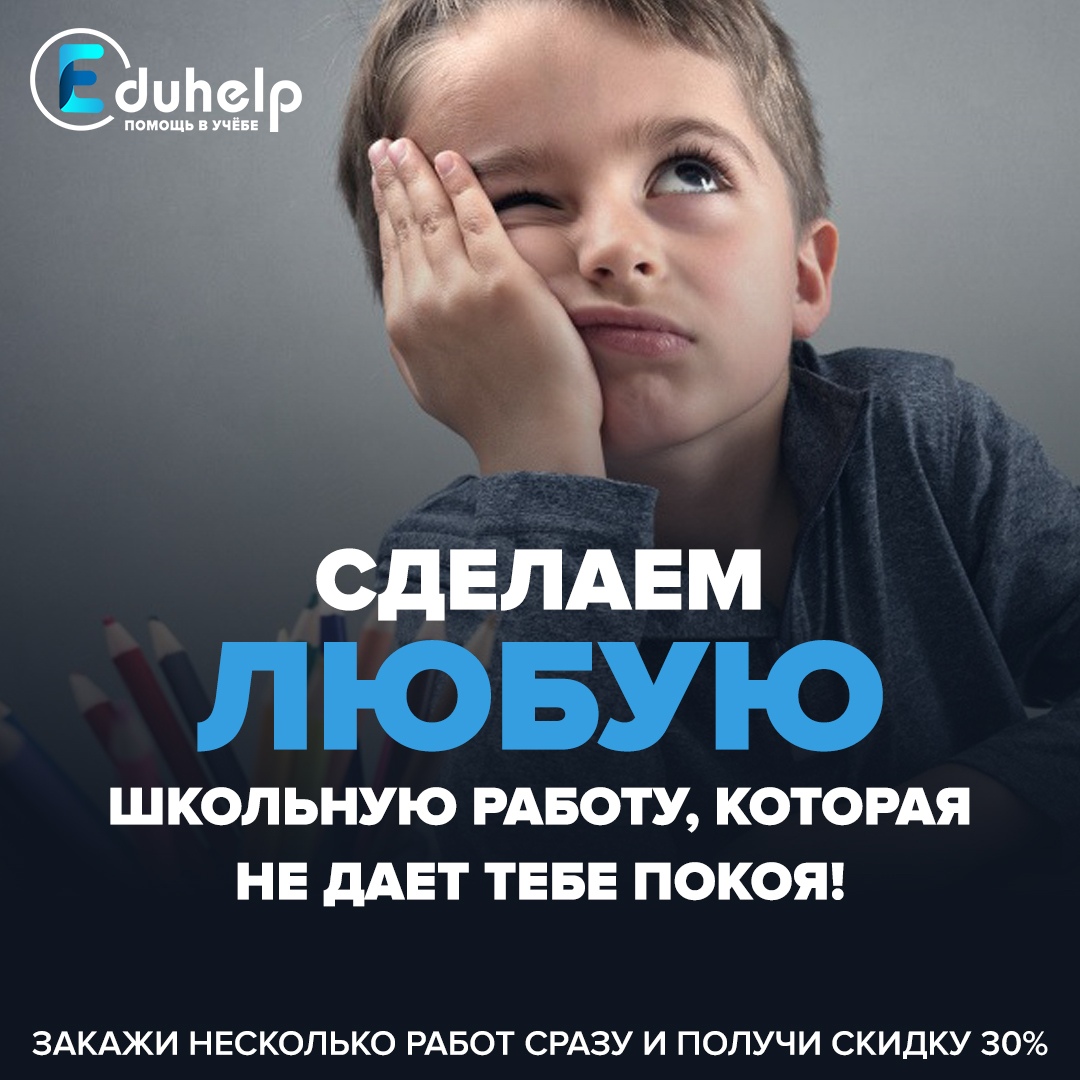 Eduhelp
ПОМОЩЬ В УЧЁБЕ
СДЕЛАЕМ
ЛЮБУЮ
ШКОЛЬНУЮ РАБОТУ, КОТОРАЯ
НЕ ДАЕТ ТЕБЕ ПОКОЯ!
ЗАКАЖИ НЕСКОЛЬКО РАБОТ СРАЗУ И ПОЛУЧИ СКИДКУ 30%